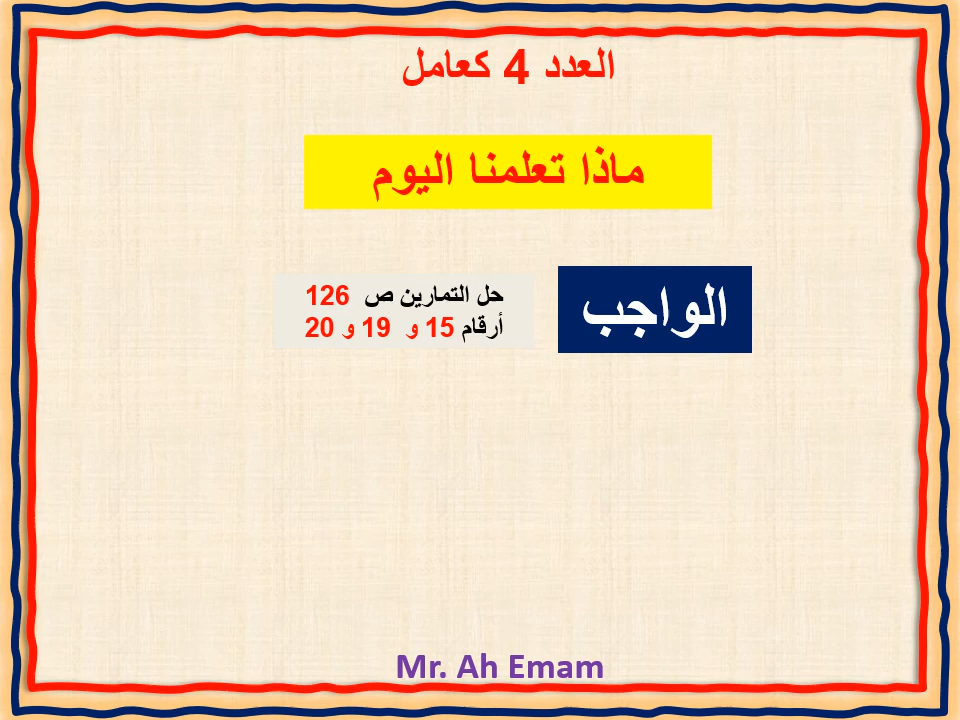 العدد 4 كعامل
ماذا تعلمنا اليوم
الواجب
حل التمارين ص 126
أرقام 15 و 19 و 20
Mr. Ah Emam